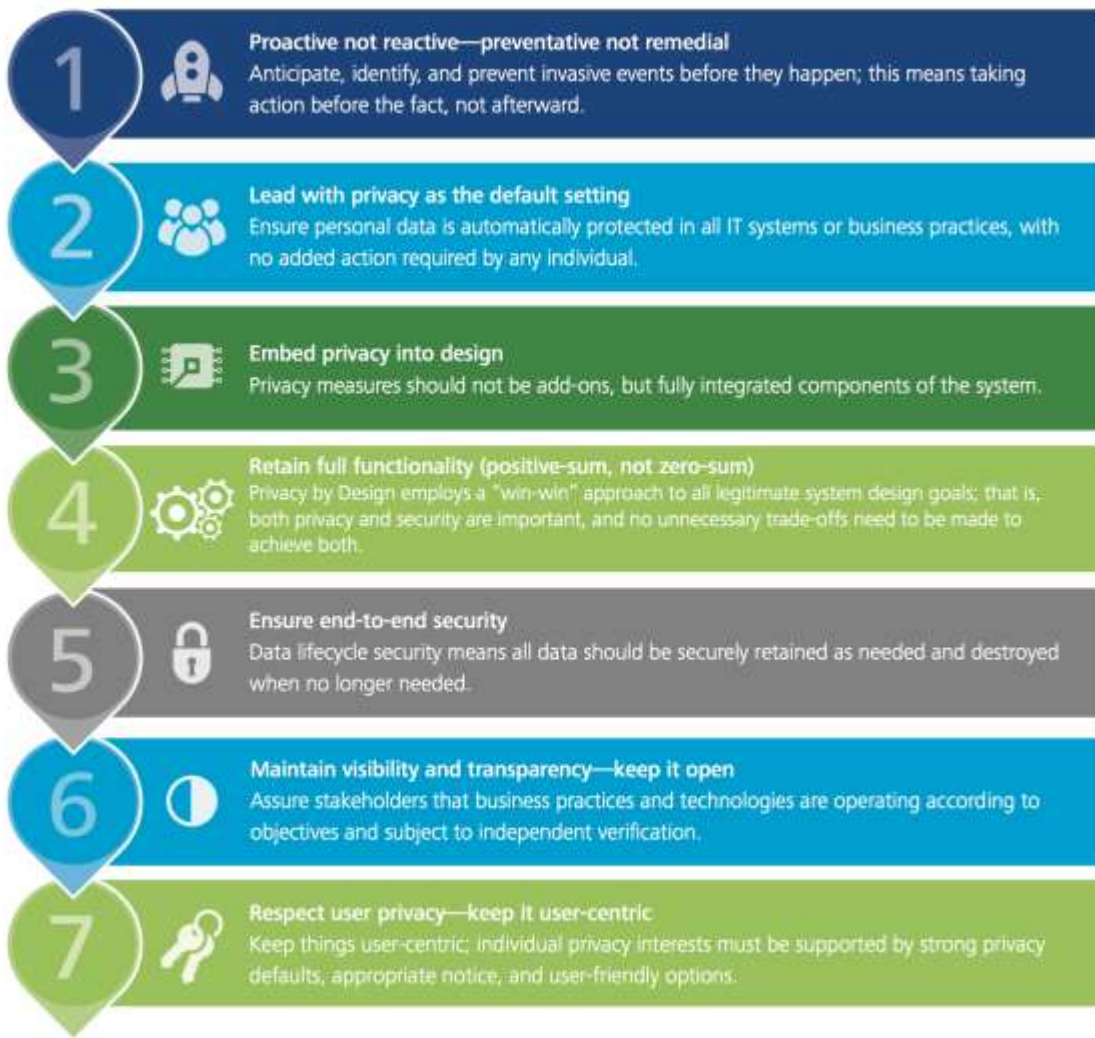 1
Proactive not reactive—preventative not remedial
Anticipate, identify, and prevent invasive events before they happen; this means taking
action before the fact, not afterward.
2
Lead with privacy as the default setting
Ensure personal data is automatically protected in all IT systems or business practices, with
no added action required by any individual.
3
Embed privacy into design
Privacy measures should not be add-ons, but fully integrated components of the system.
4
Retain full functionality (positive-sum, not zero-sum)
Privacy by Design employs a "win-win" approach to all legitimate system design goals; that is,
both privacy and security are important, and no unnecessary trade-offs need to be made to
achieve both.
5
Ensure end-to-end security
Data lifecycle security means all data should be securely retained as needed and destroyed
when no longer needed.
6
Maintain visibility and transparency—keep it open
Assure stakeholders that business practices and technologies are operating according to
objectives and subject to independent verification.
7
Respect user privacy—keep it user-centric
Keep things user-centric; individual privacy interests must be supported by strong privacy
defaults, appropriate notice, and user-friendly options.